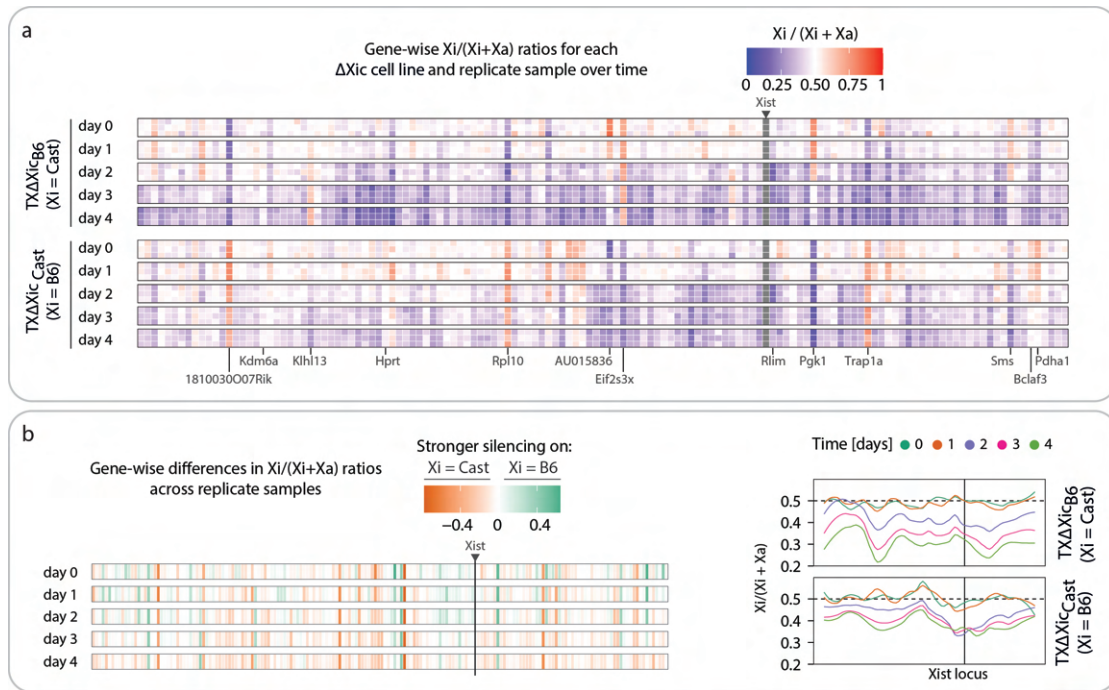 a
Gene-wise Xi/(Xi+Xa) ratios for each
ΔXic cell line and replicate sample over time
Xi / (Xi + Xa)
0 0.25 0.50 0.75 1
Xist
TXΔXicB6
(Xi = Cast)
day 0
day 1
day 2
day 3
day 4
TXΔXicCast
(Xi = B6)
day 0
day 1
day 2
day 3
day 4
Kdm6a Klhl13 Hprt Rpl10 AU015836 Rlim Pgk1 Trap1a Sms Pdha1
1810030O07Rik Eif2s3x Bclaf3
b
Gene-wise differences in Xi/(Xi+Xa) ratios
across replicate samples
Stronger silencing on:
Xi = Cast Xi = B6
−0.4 0 0.4
Xist
day 0
day 1
day 2
day 3
day 4
Time [days] 0 1 2 3 4
Xi/(Xi + Xa)
0.5
0.4
0.3
0.2
TXΔXicB6
(Xi = Cast)
0.5
0.4
0.3
0.2
TXΔXicCast
(Xi = B6)
Xist locus